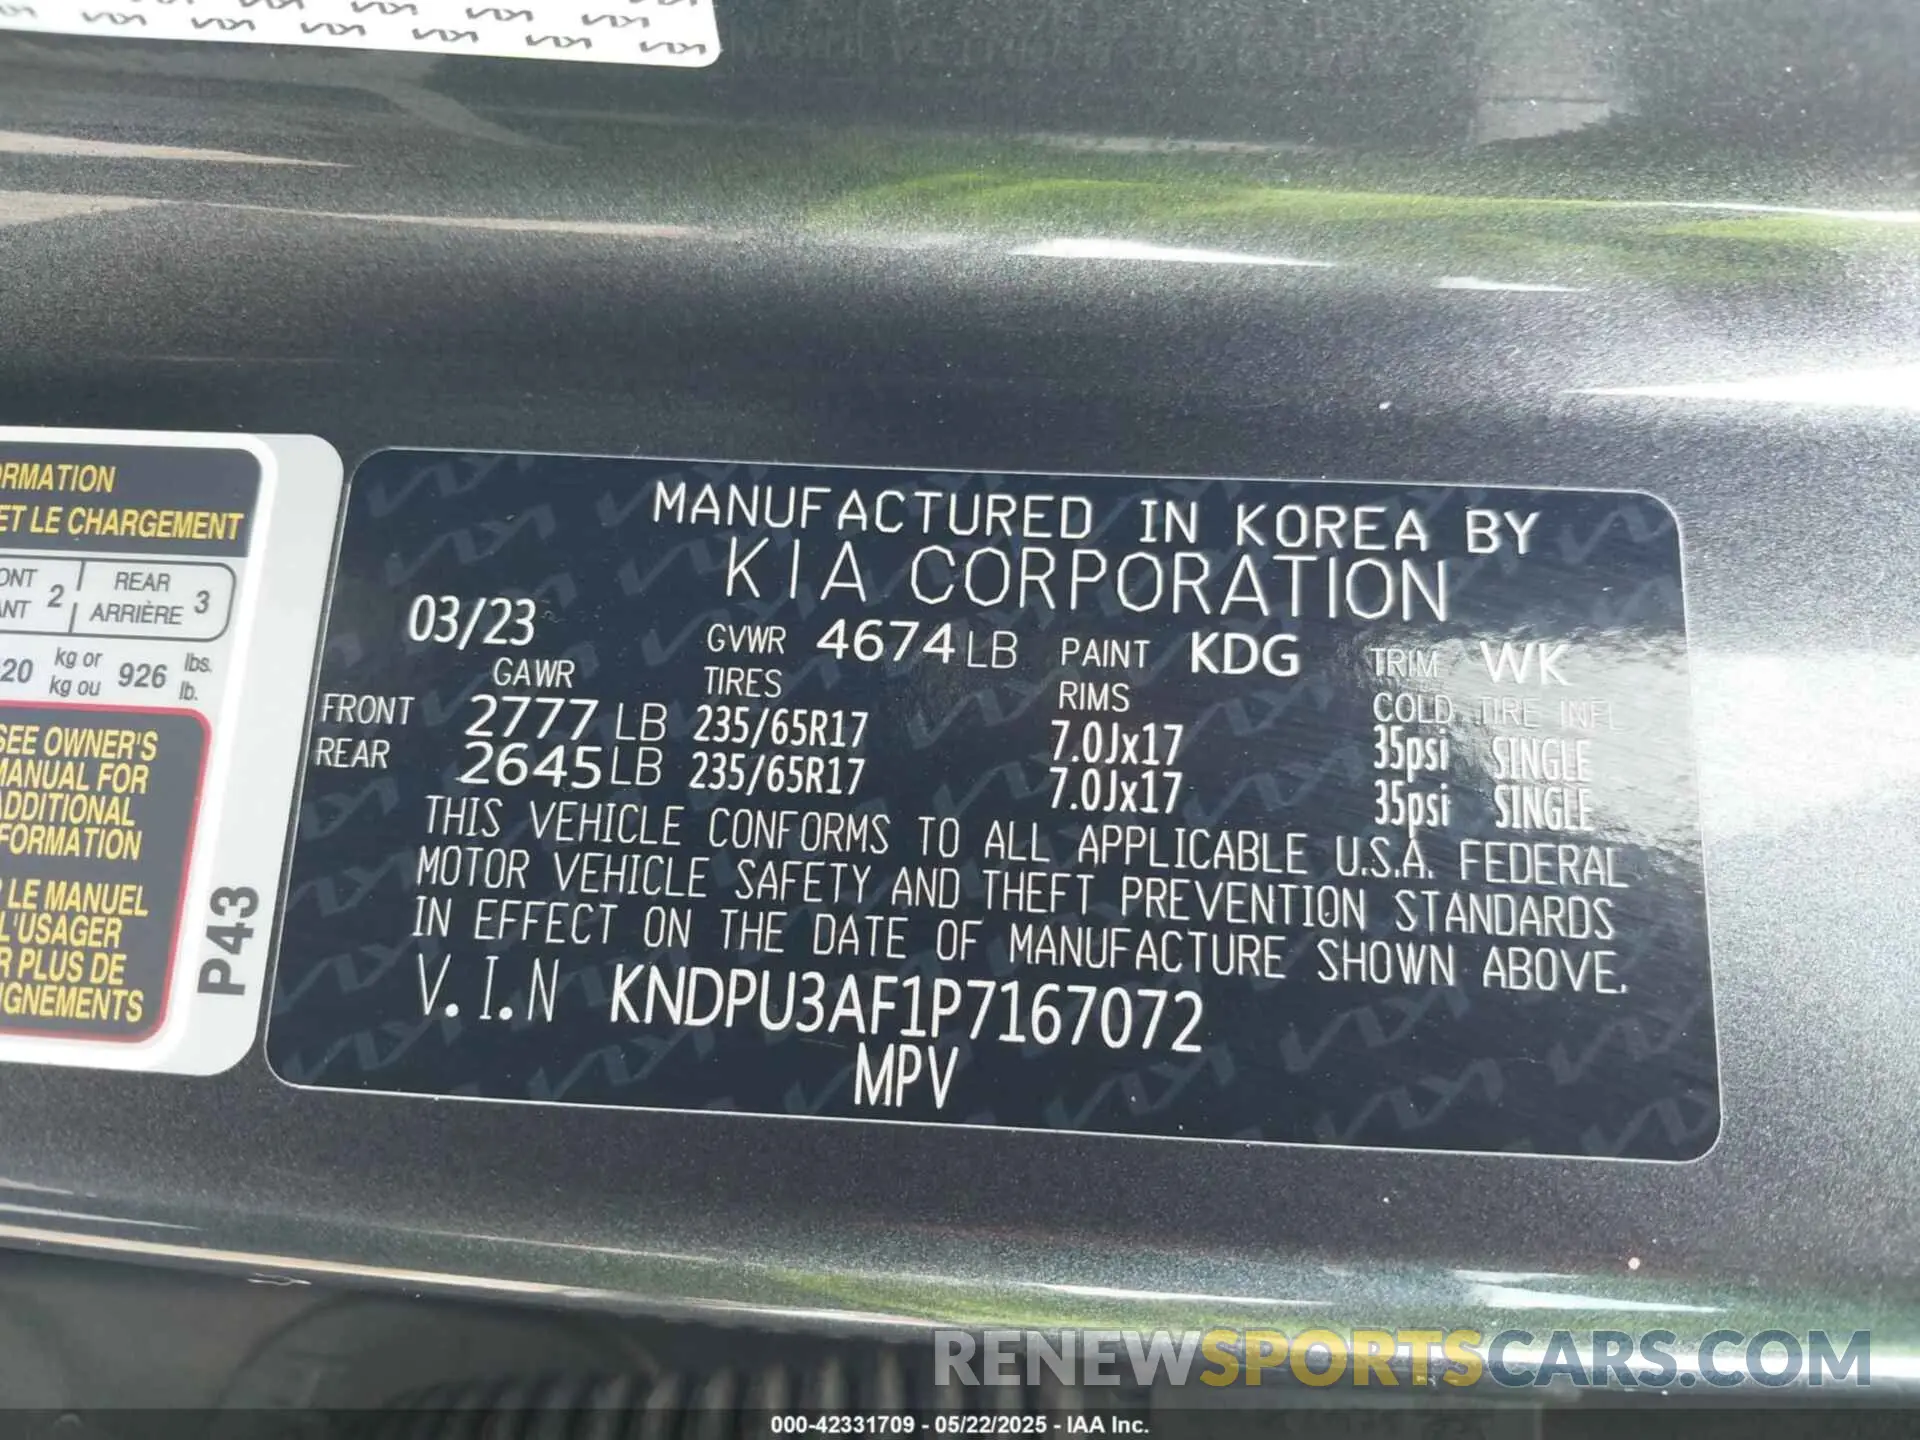 RMATION
ET LE CHARGEMENT
ONT
ANT 2
REAR
ARRIÈRE 3
20 kg or
kg ou 926 lbs.
lb.
SEE OWNER'S
MANUAL FOR
ADDITIONAL
FORMATION
LE MANUEL
L'USAGER
R PLUS DE
IGNEMENTS
P43
MANUFACTURED IN KOREA BY
KIA CORPORATION
03/23 GVWR 4674 LB PAINT KDG TRIM WK
GAWR TIRES RIMS COLD TIRE INFL
FRONT 2777 LB 235/65R17 7.0Jx17 35psi SINGLE
REAR 2645 LB 235/65R17 7.0Jx17 35psi SINGLE
THIS VEHICLE CONFORMS TO ALL APPLICABLE U.S.A. FEDERAL
MOTOR VEHICLE SAFETY AND THEFT PREVENTION STANDARDS
IN EFFECT ON THE DATE OF MANUFACTURE SHOWN ABOVE.
V.I.N KNDPU3AF1P7167072
MPV
RENEWSPORTSCARS.COM
000-42331709 - 05/22/2025 - IAA Inc.